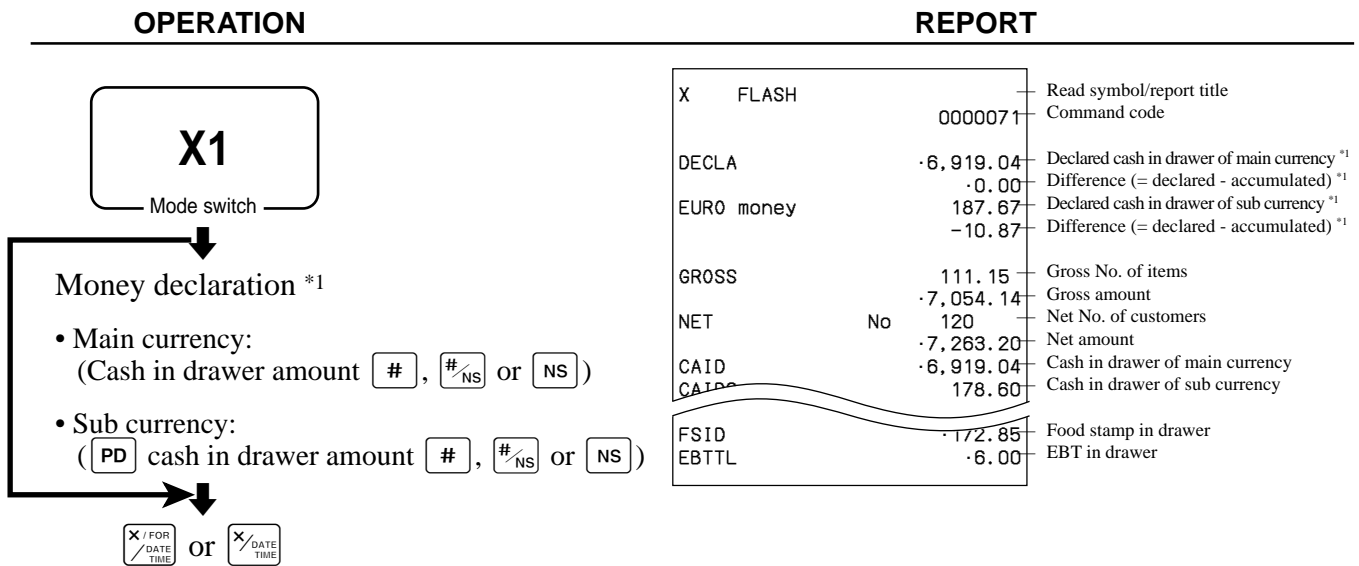 OPERATION
REPORT
X1
Mode switch
Money declaration *1
• Main currency:
(Cash in drawer amount #, #/NS or NS)
• Sub currency:
(PD cash in drawer amount #, #/NS or NS)
X / FOR / DATE TIME or X / DATE TIME
X FLASH
0000071
DECLA ·6,919.04
·0.00
EURO money 187.67
-10.87
GROSS 111.15
·7,054.14
NET No 120
·7,263.20
CAID ·6,919.04
178.60
FSID ·172.85
EBTTL ·6.00
Read symbol/report title
Command code
Declared cash in drawer of main currency *1
Difference (= declared - accumulated) *1
Declared cash in drawer of sub currency *1
Difference (= declared - accumulated) *1
Gross No. of items
Gross amount
Net No. of customers
Net amount
Cash in drawer of main currency
Cash in drawer of sub currency
Food stamp in drawer
EBT in drawer